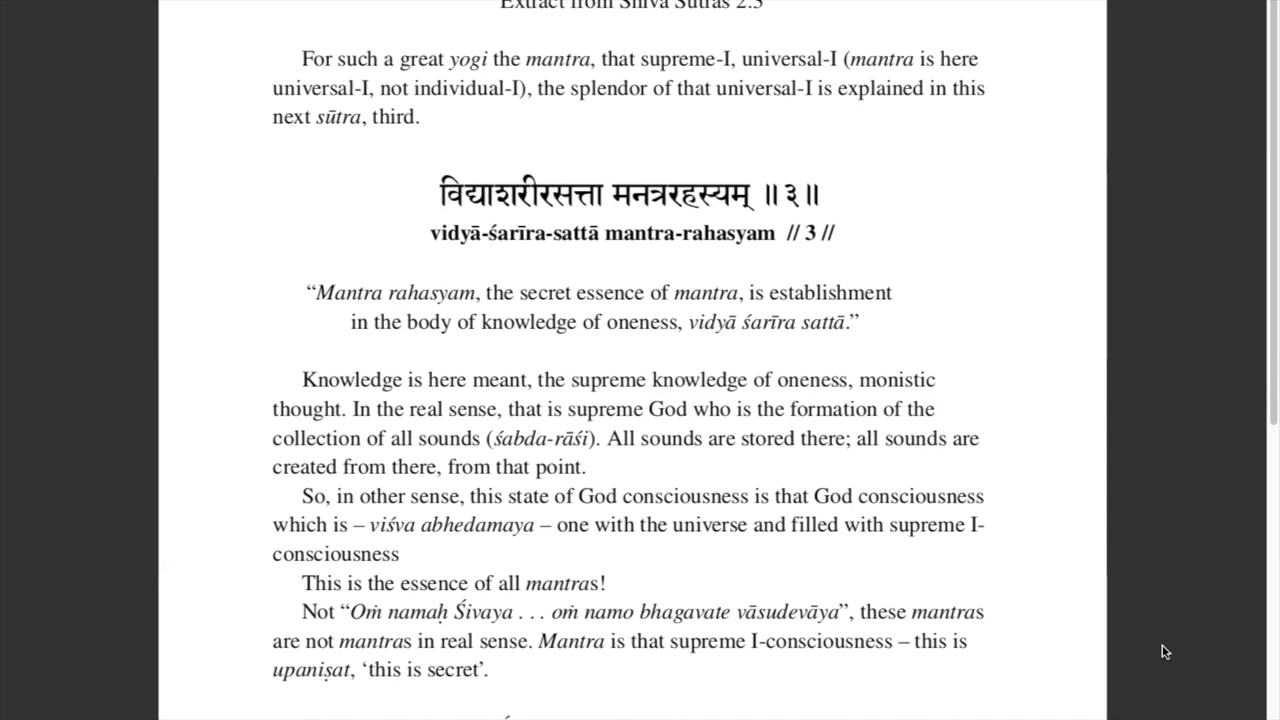 Extract from Shiva Sutras 2.3
For such a great yogi the mantra, that supreme-I, universal-I (mantra is here
universal-I, not individual-I), the splendor of that universal-I is explained in this
next sūtra, third.
विद्याशरीरसत्ता मनत्ररहस्यम् ॥३॥
vidyā-śarīra-sattā mantra-rahasyam // 3 //
“Mantra rahasyam, the secret essence of mantra, is establishment
in the body of knowledge of oneness, vidyā śarīra sattā.”
Knowledge is here meant, the supreme knowledge of oneness, monistic
thought. In the real sense, that is supreme God who is the formation of the
collection of all sounds (śabda-rāśi). All sounds are stored there; all sounds are
created from there, from that point.
So, in other sense, this state of God consciousness is that God consciousness
which is – viśva abhedamaya – one with the universe and filled with supreme I-
consciousness
This is the essence of all mantras!
Not “Oṁ namaḥ Śivaya . . . oṁ namo bhagavate vāsudevāya”, these mantras
are not mantras in real sense. Mantra is that supreme I-consciousness – this is
upaniṣat, ‘this is secret’.